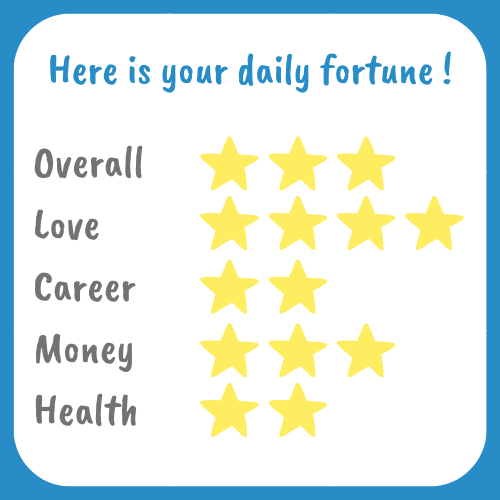 Here is your daily fortune !
Overall
Love
Career
Money
Health